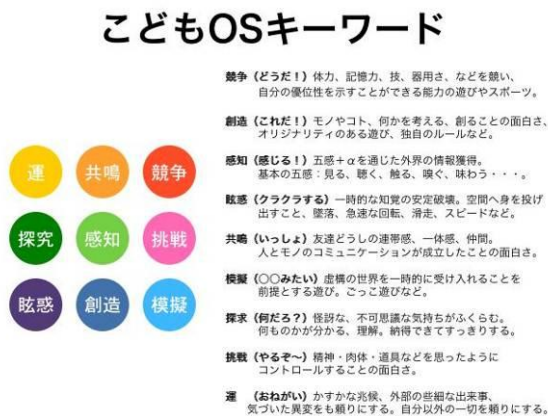 こどもOSキーワード
運 共鳴 競争
探究 感知 挑戦
眩惑 創造 模擬
競争（どうだ！）体力、記憶力、技、器用さ、などを競い、
自分の優位性を示すことができる能力の遊びやスポーツ。
創造（これだ！）モノやコト、何かを考える、創ることの面白さ、
オリジナリティのある遊び、独自のルールなど。
感知（感じる！）五感＋αを通じた外界の情報獲得。
基本の五感：見る、聴く、触る、嗅ぐ、味わう・・・。
眩惑（クラクラする）一時的な知覚の安定破壊。空間へ身を投げ
出すこと、墜落、急速な回転、滑走、スピードなど。
共鳴（いっしょ）友達どうしの連帯感、一体感、仲間。
人とモノのコミュニケーションが成立したことの面白さ。
模擬（○○みたい）虚構の世界を一時的に受け入れることを
前提とする遊び。ごっこ遊びなど。
探求（何だろ？）怪訝な、不可思議な気持ちがふくらむ。
何ものかが分かる、理解。納得できてすっきりする。
挑戦（やるぞ〜）精神・肉体・道具などを思ったように
コントロールすることの面白さ。
運　（おねがい）かすかな兆候、外部の些細な出来事、
気づいた異変をも頼りにする。自分以外の一切を頼りにする。